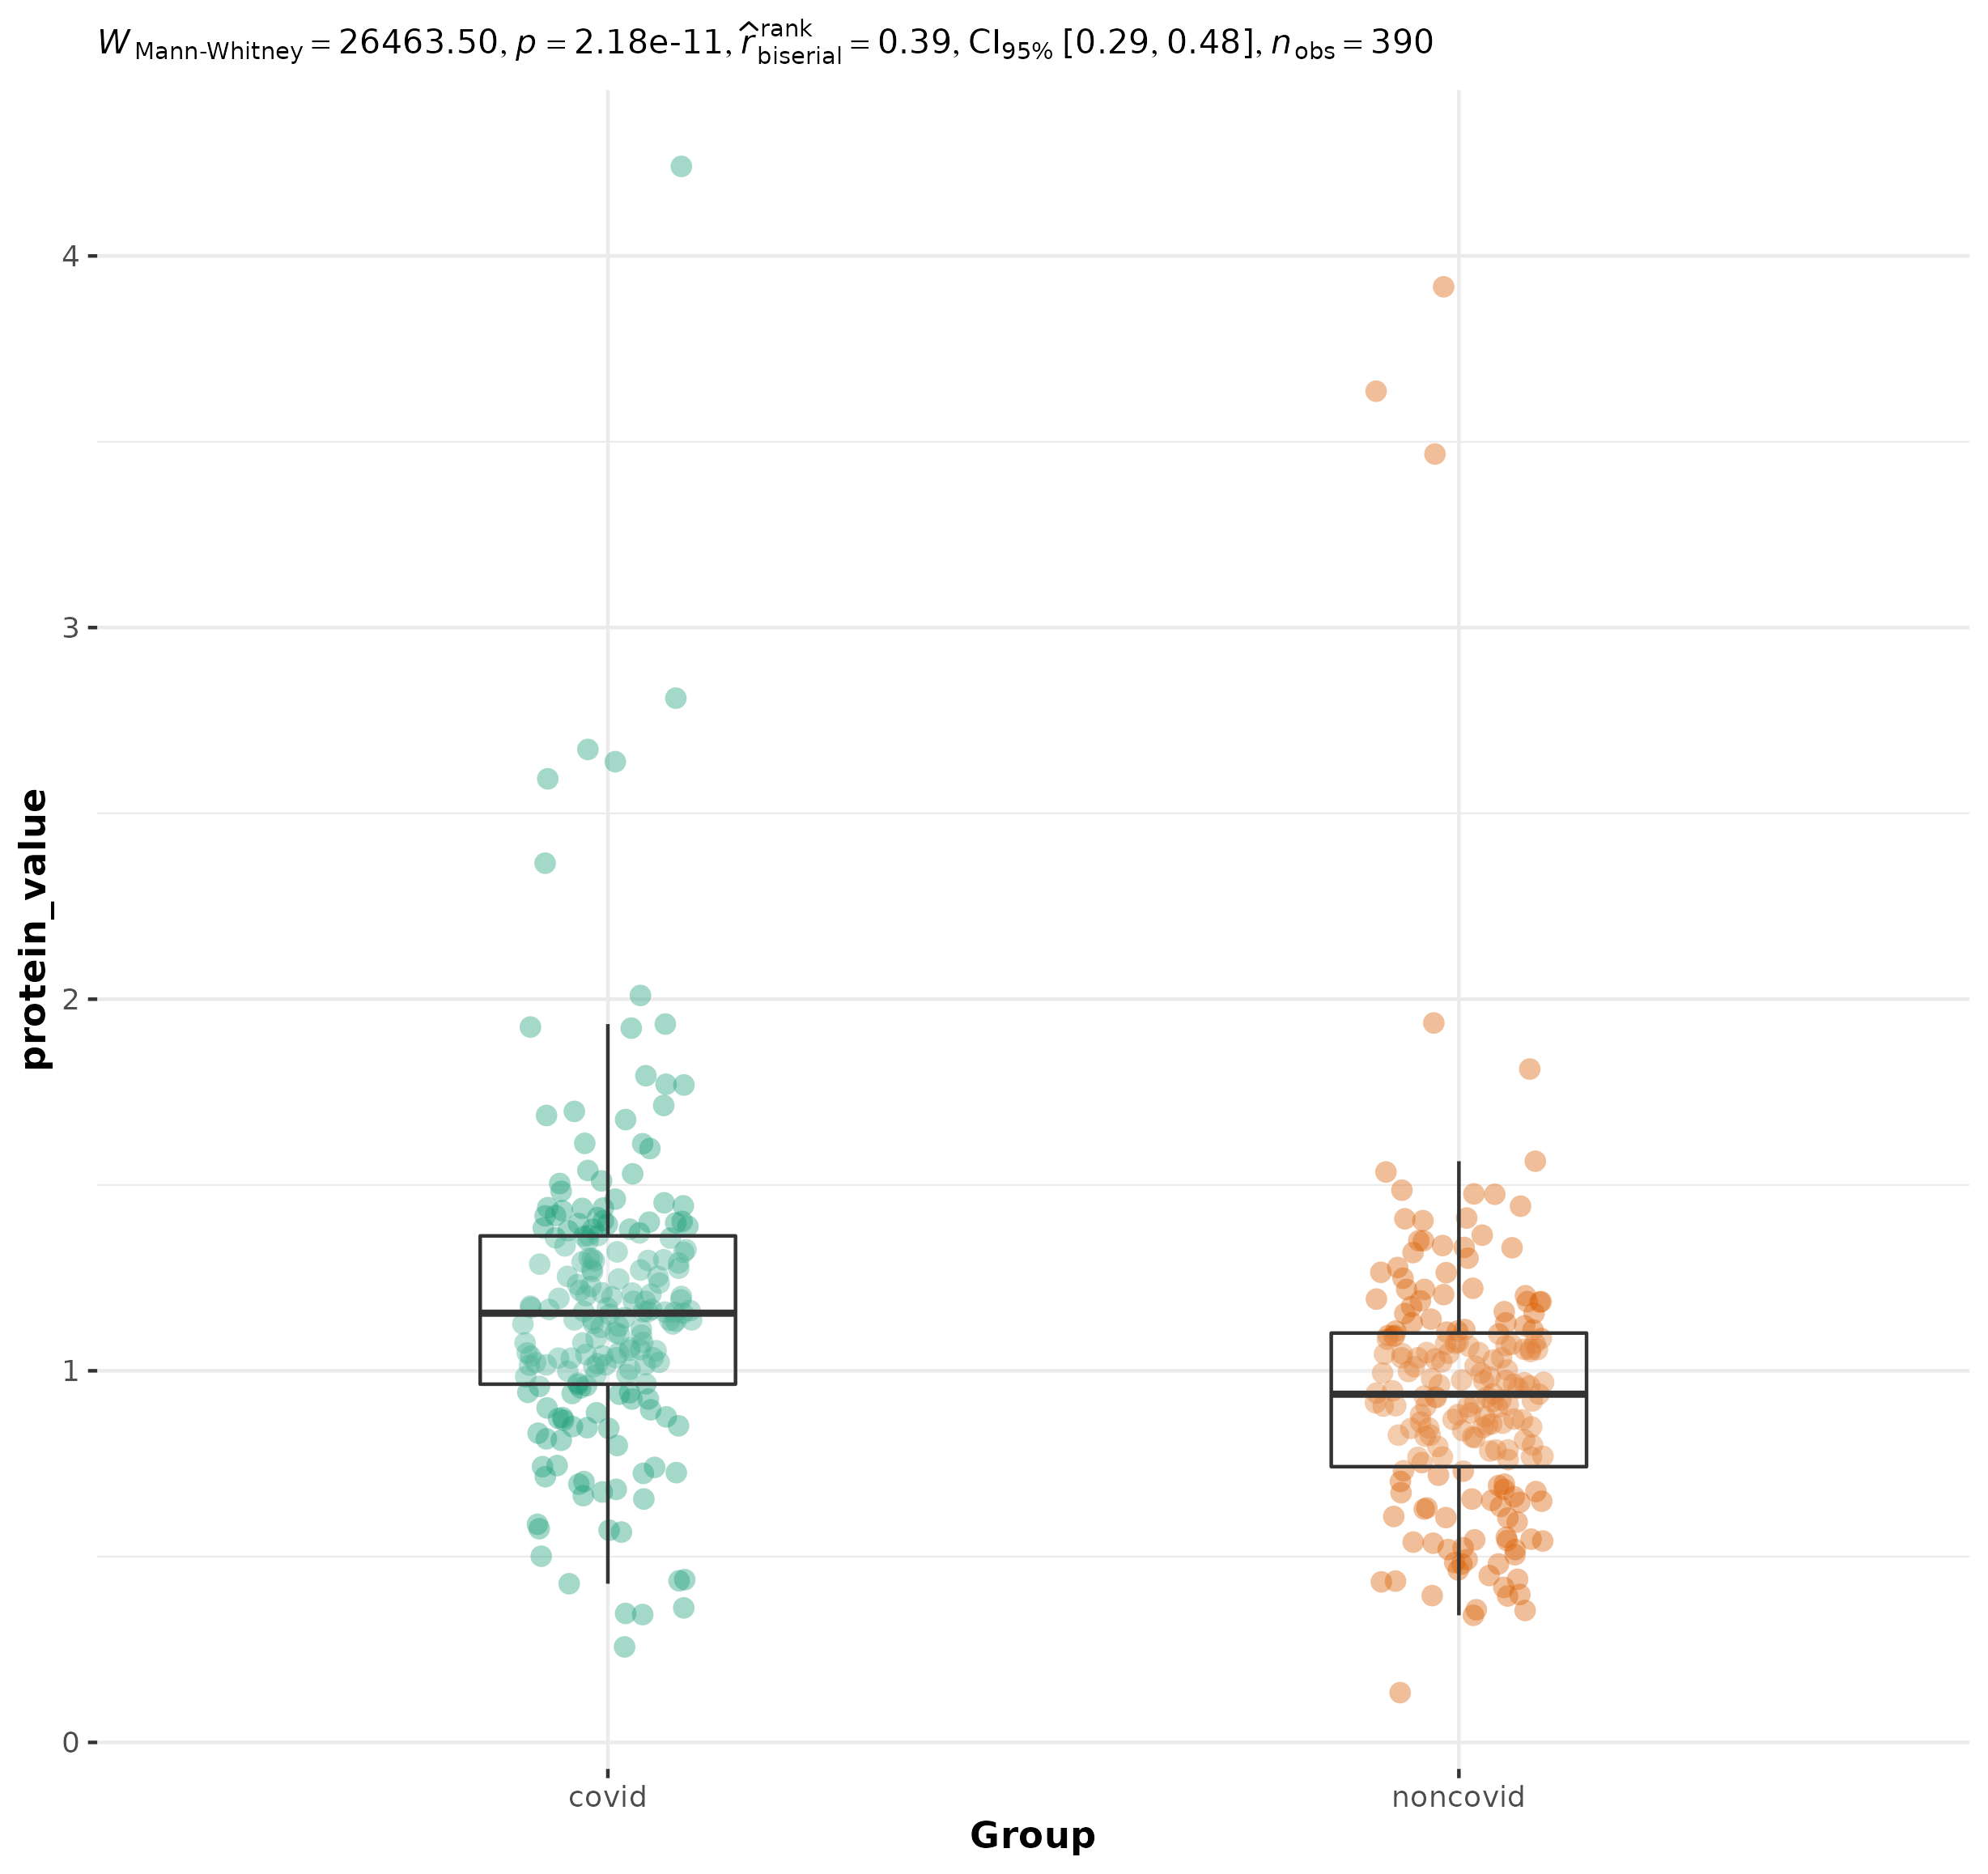 W Mann-Whitney = 26463.50, p = 2.18e-11, r̂ rank biserial = 0.39, CI95% [0.29, 0.48], n obs = 390
4
3
2
1
0
protein_value
covid noncovid
Group